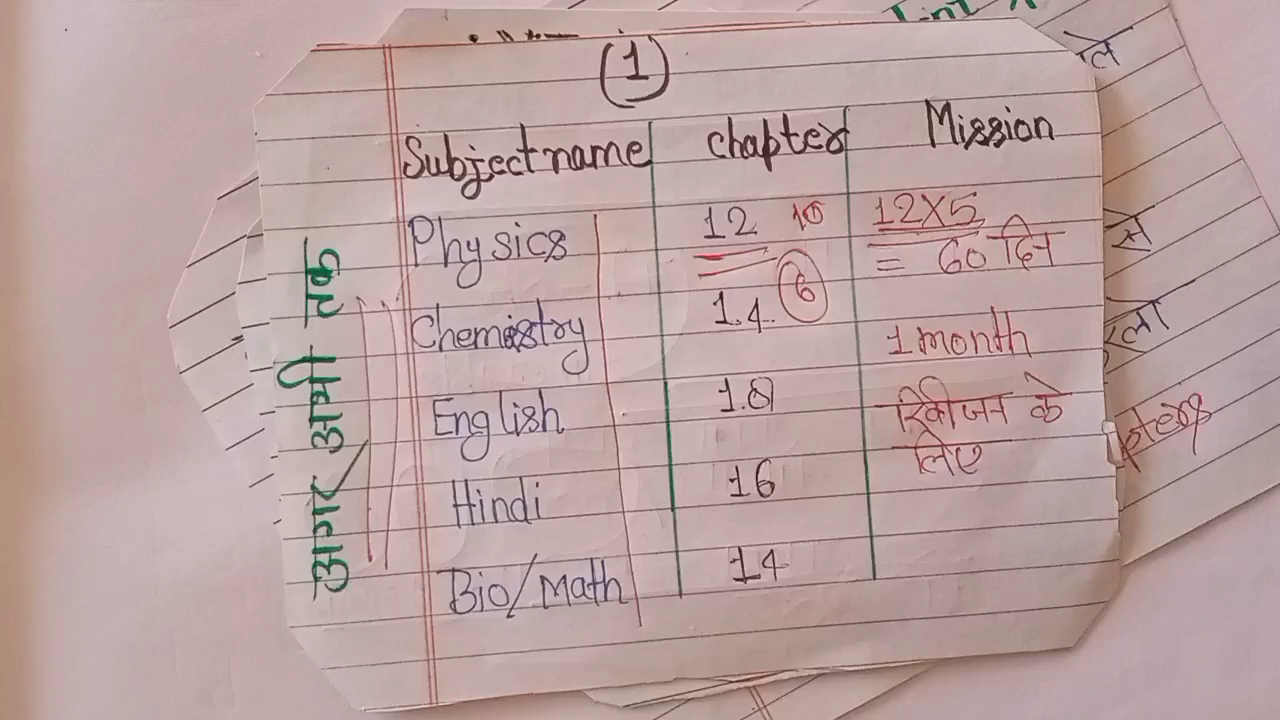 (1)
Subject name chapter Mission
Physics 12 10 12X5
= 60 दिन
Chemistry 14 6 1 month
English 18 रिवीजन के
लिए
Hindi 16
Bio/Math 14
अगर अभी तक